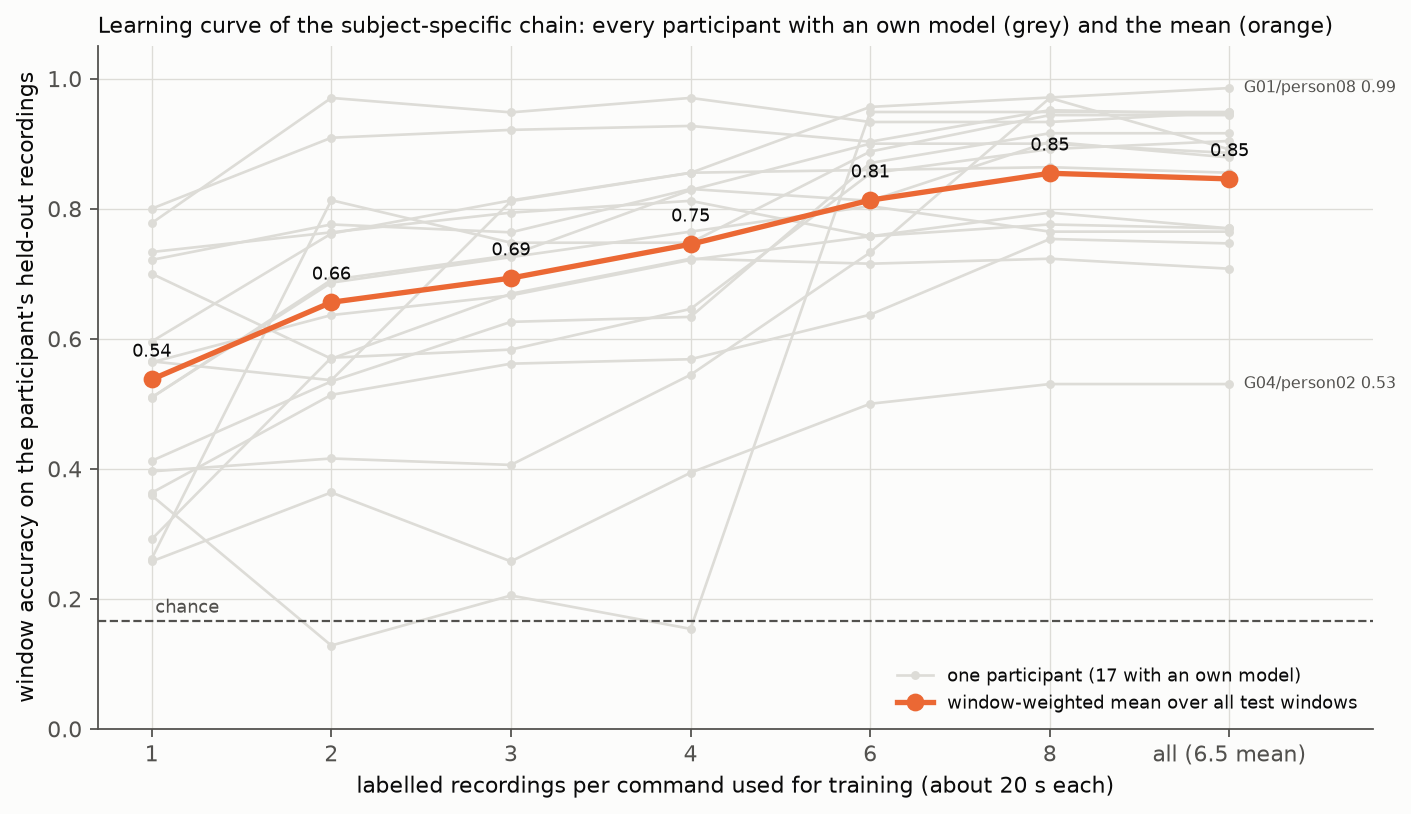 Learning curve of the subject-specific chain: every participant with an own model (grey) and the mean (orange)
window accuracy on the participant's held-out recordings
1.0
0.8
0.6
0.4
0.2
0.0
G01/person08 0.99
G04/person02 0.53
0.54
0.66
0.69
0.75
0.81
0.85
0.85
chance
one participant (17 with an own model)
window-weighted mean over all test windows
1 2 3 4 6 8 all (6.5 mean)
labelled recordings per command used for training (about 20 s each)